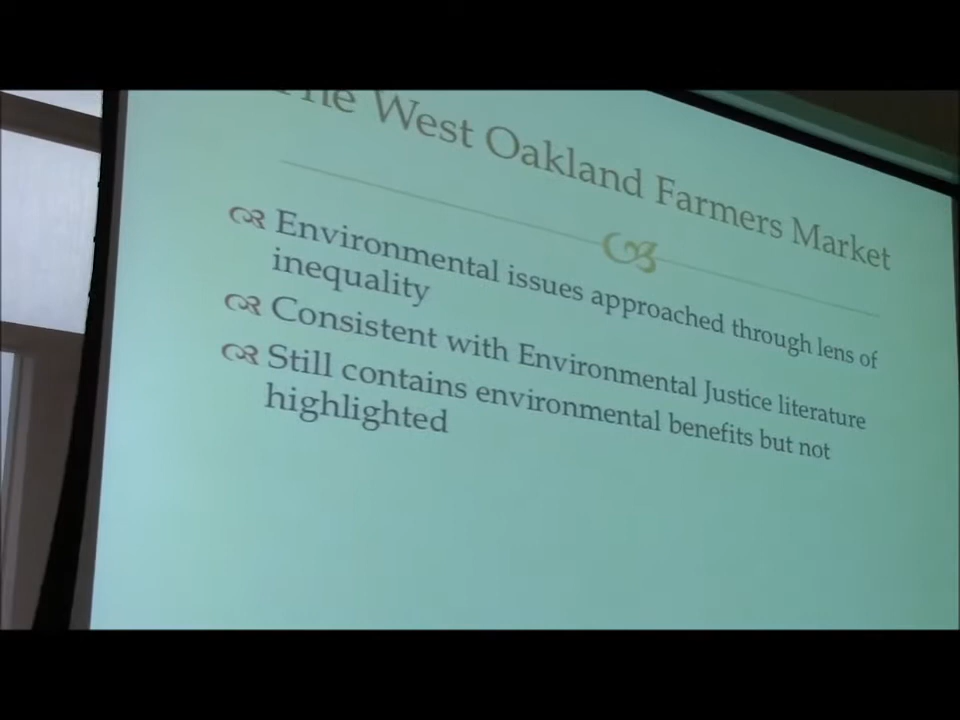 The West Oakland Farmers Market
Environmental issues approached through lens of
inequality
Consistent with Environmental Justice literature
Still contains environmental benefits but not
highlighted